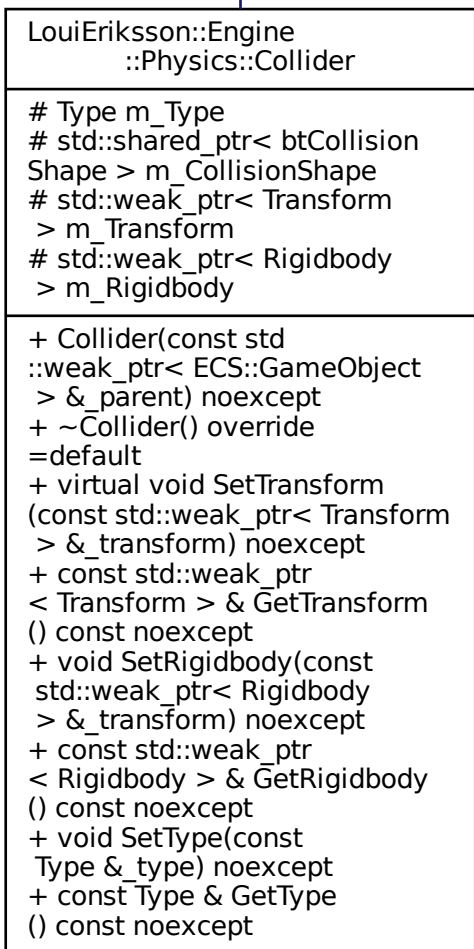 LouiEriksson::Engine
::Physics::Collider
# Type m_Type
# std::shared_ptr< btCollision
Shape > m_CollisionShape
# std::weak_ptr< Transform
 > m_Transform
# std::weak_ptr< Rigidbody
 > m_Rigidbody
+ Collider(const std
::weak_ptr< ECS::GameObject
 > &_parent) noexcept
+ ~Collider() override
=default
+ virtual void SetTransform
(const std::weak_ptr< Transform
 > &_transform) noexcept
+ const std::weak_ptr
< Transform > & GetTransform
() const noexcept
+ void SetRigidbody(const
 std::weak_ptr< Rigidbody
 > &_transform) noexcept
+ const std::weak_ptr
< Rigidbody > & GetRigidbody
() const noexcept
+ void SetType(const
 Type &_type) noexcept
+ const Type & GetType
() const noexcept